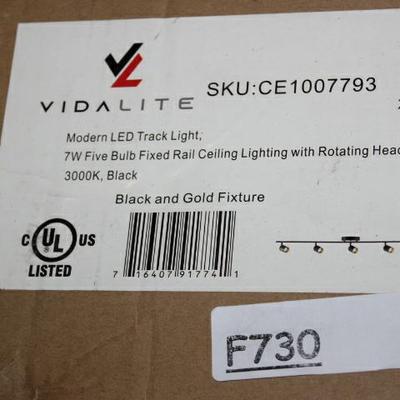 VIDALITE
SKU:CE1007793
Modern LED Track Light,
7W Five Bulb Fixed Rail Ceiling Lighting with Rotating Head
3000K, Black
Black and Gold Fixture
C UL US
LISTED
7 16407 91774 1
F730